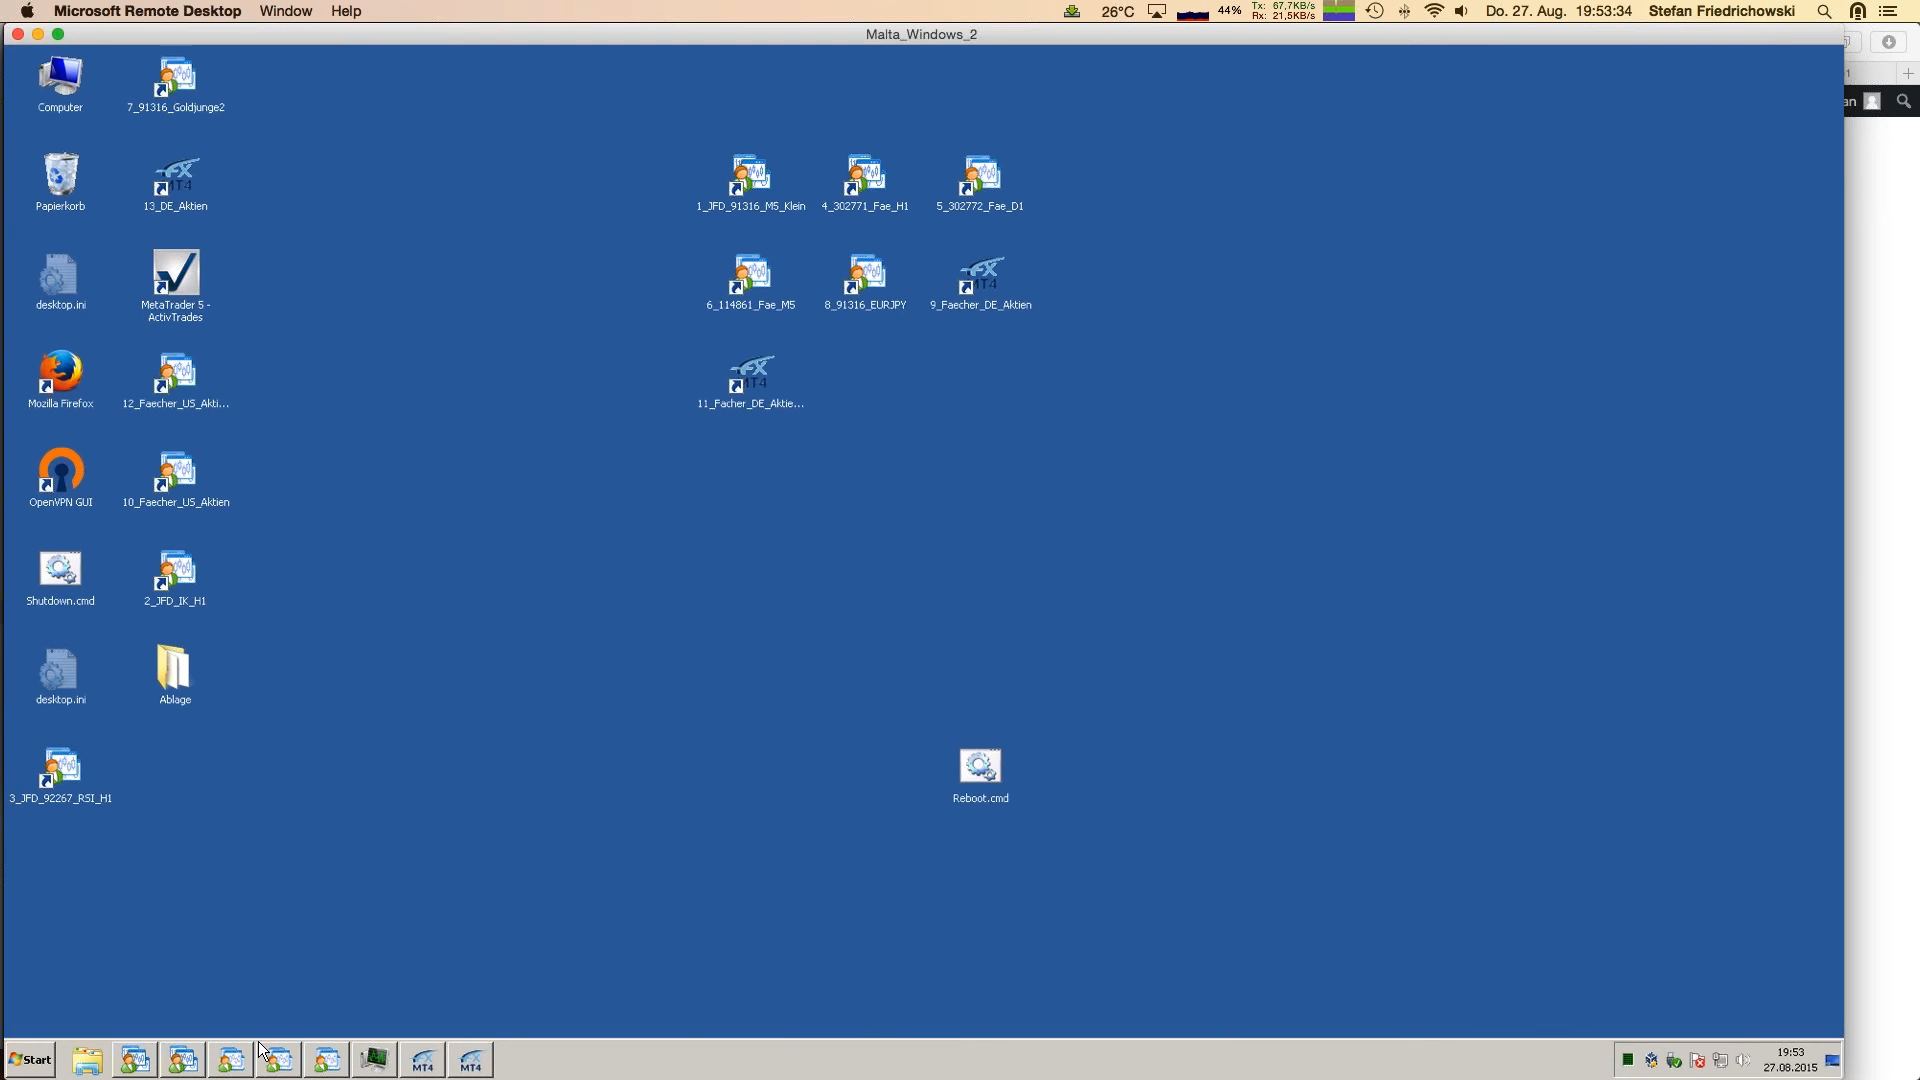 Microsoft Remote Desktop Window Help
26°C
44%
Tx: 67,7KB/s
Rx: 21,5KB/s
Do. 27. Aug. 19:53:34
Stefan Friedrichowski
Malta_Windows_2
an
Computer
7_91316_Goldjunge2
Papierkorb
13_DE_Aktien
1_JFD_91316_M5_Klein
4_302771_Fae_H1
5_302772_Fae_D1
desktop.ini
MetaTrader 5 -
ActivTrades
6_114861_Fae_M5
8_91316_EURJPY
9_Faecher_DE_Aktien
Mozilla Firefox
12_Faecher_US_Akti...
11_Facher_DE_Aktie...
OpenVPN GUI
10_Faecher_US_Aktien
Shutdown.cmd
2_JFD_IK_H1
desktop.ini
Ablage
3_JFD_92267_RSI_H1
Reboot.cmd
Start
FX
MT4
FX
MT4
19:53
27.08.2015